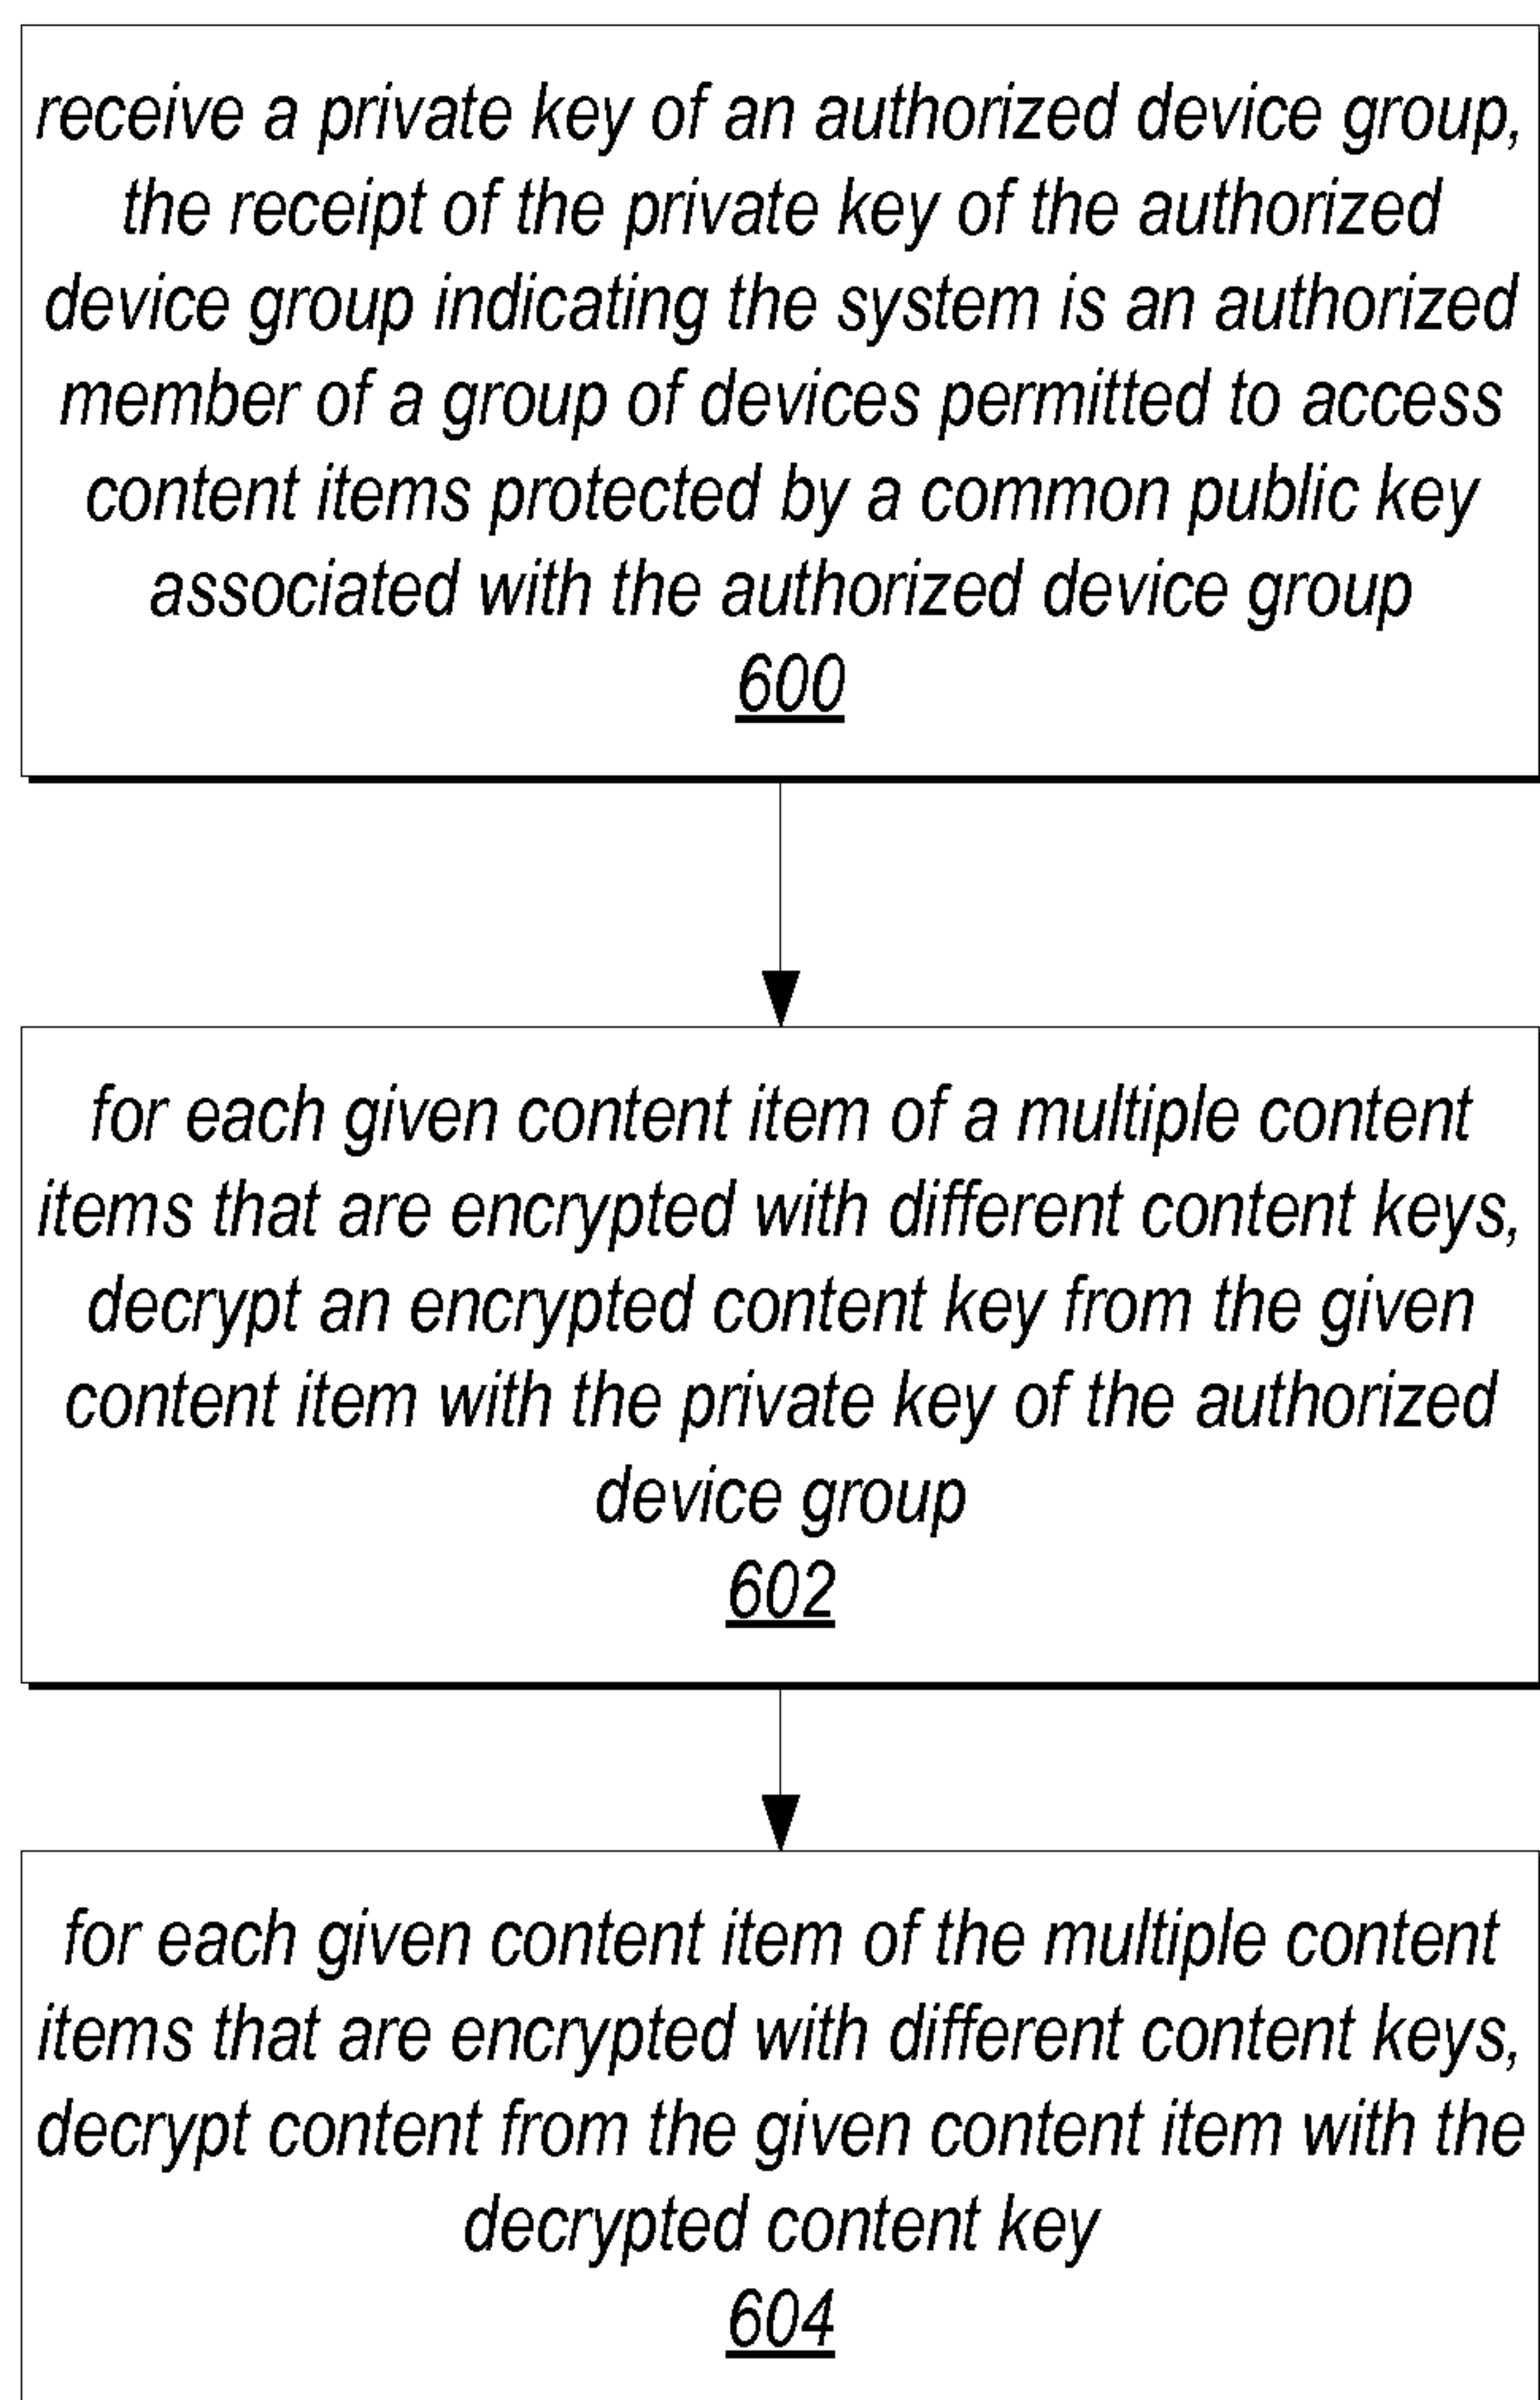 receive a private key of an authorized device group,
the receipt of the private key of the authorized
device group indicating the system is an authorized
member of a group of devices permitted to access
content items protected by a common public key
associated with the authorized device group
600
for each given content item of a multiple content
items that are encrypted with different content keys,
decrypt an encrypted content key from the given
content item with the private key of the authorized
device group
602
for each given content item of the multiple content
items that are encrypted with different content keys,
decrypt content from the given content item with the
decrypted content key
604